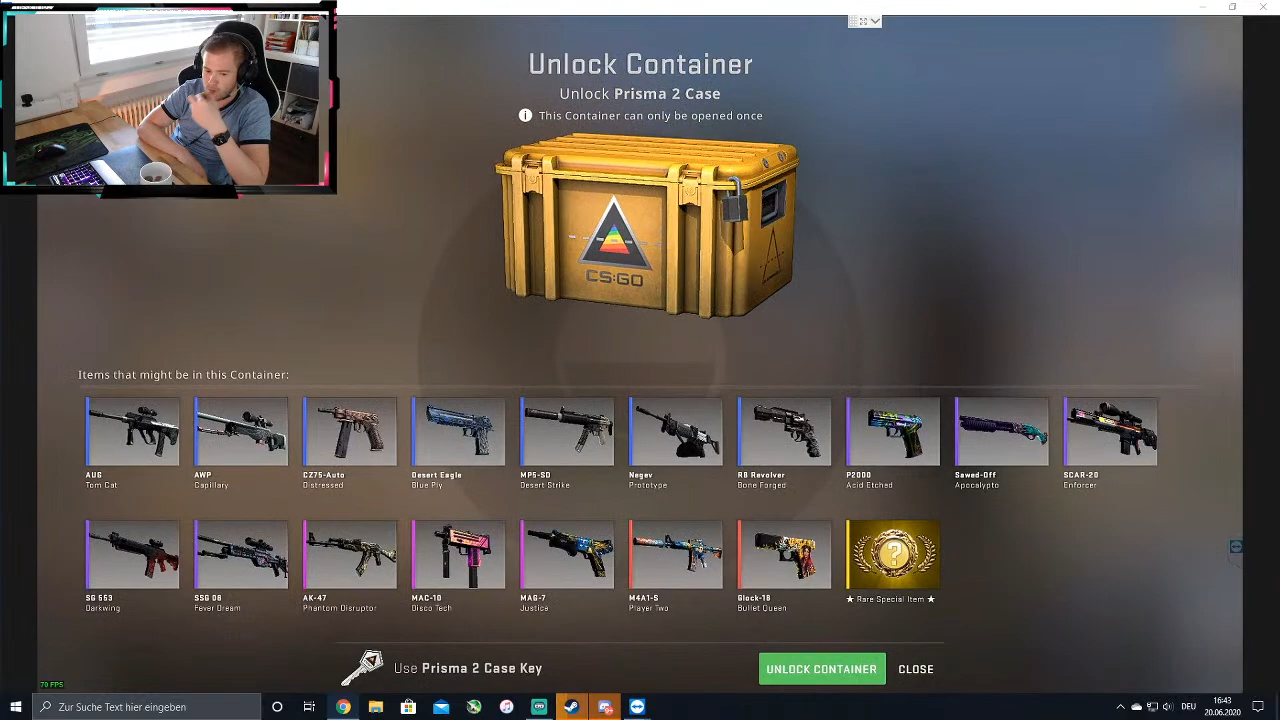 Unlock Container
Unlock Prisma 2 Case
This Container can only be opened once
CS:GO
Items that might be in this Container:
AUG
Tom Cat
AWP
Capillary
CZ75-Auto
Distressed
Desert Eagle
Blue Ply
MP5-SD
Desert Strike
Negev
Prototype
R8 Revolver
Bone Forged
P2000
Acid Etched
Sawed-Off
Apocalypto
SCAR-20
Enforcer
SG 553
Darkwing
SSG 08
Fever Dream
AK-47
Phantom Disruptor
MAC-10
Disco Tech
MAG-7
Justice
M4A1-S
Player Two
Glock-18
Bullet Queen
★ Rare Special Item ★
Use Prisma 2 Case Key
UNLOCK CONTAINER
CLOSE
70 FPS
Zur Suche Text hier eingeben
DEU
16:43
20.06.2020